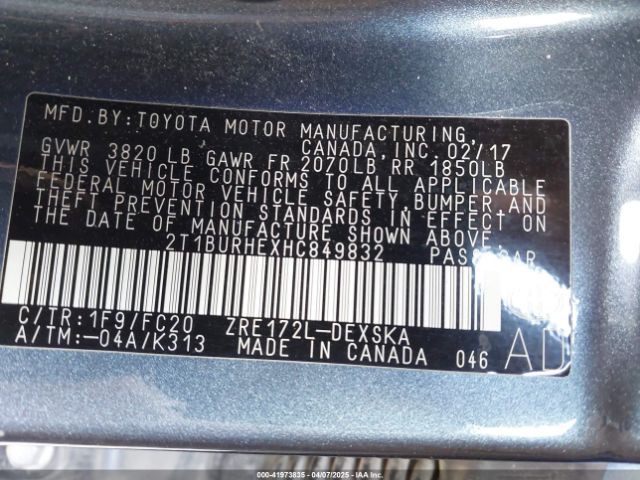 MFD.BY:TOYOTA MOTOR MANUFACTURING,
CANADA, INC. 02/17
GVWR 3820 LB GAWR FR 2070LB RR 1850LB
THIS VEHICLE CONFORMS TO ALL APPLICABLE
FEDERAL MOTOR VEHICLE SAFETY, BUMPER, AND
THEFT PREVENTION STANDARDS IN EFFECT ON
THE DATE OF MANUFACTURE SHOWN ABOVE.
2T1BURHEXHC849832 PASS.CAR
C/TR:1F9/FC20 ZRE172L-DEXSKA
A/TM:-04A/K313 MADE IN CANADA 046
AD
000-41973835 - 04/07/2025 - IAA Inc.